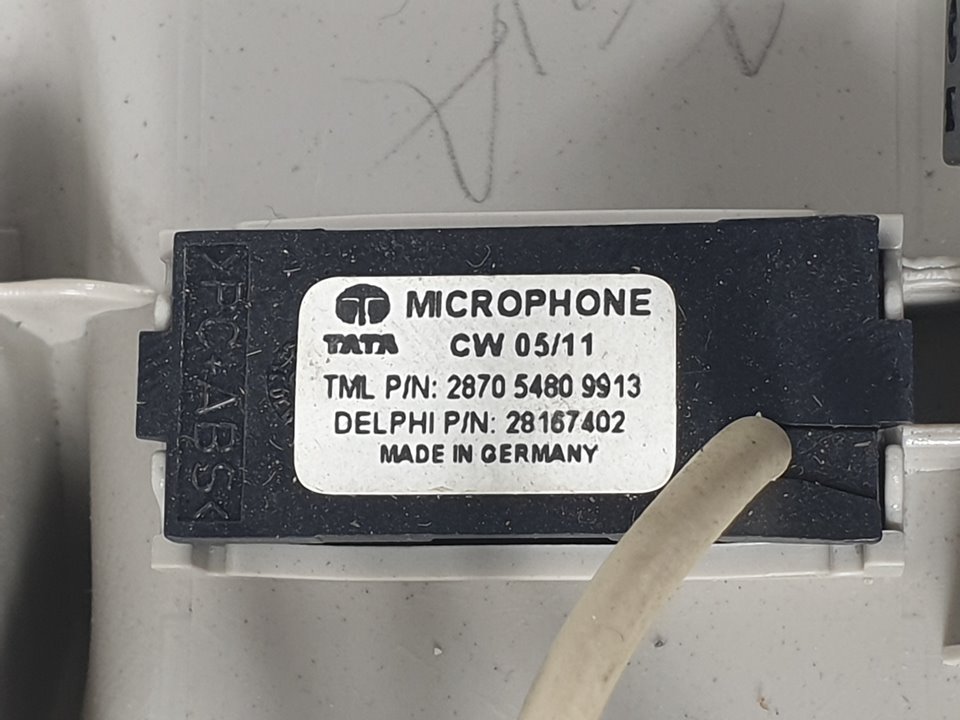 MICROPHONE
TATA CW 05/11
TML P/N: 2870 5480 9913
DELPHI P/N: 28167402
MADE IN GERMANY
>PC+ABS<